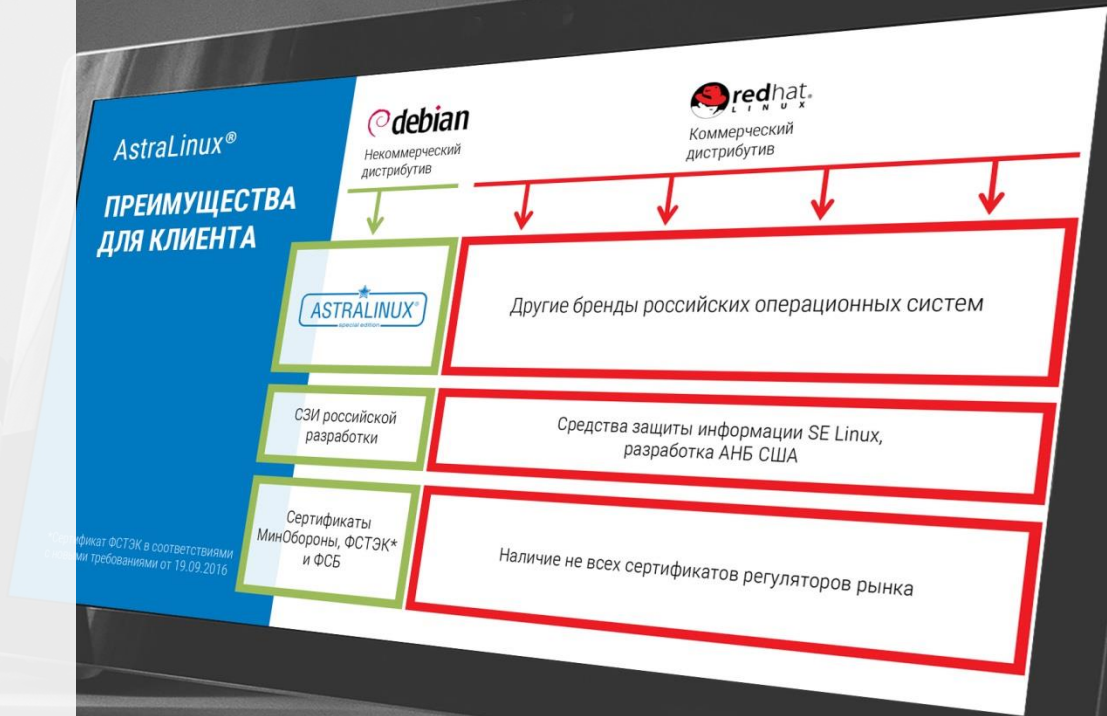 AstraLinux®
ПРЕИМУЩЕСТВА
ДЛЯ КЛИЕНТА
debian
Некоммерческий
дистрибутив
redhat.
LINUX
Коммерческий
дистрибутив
ASTRALINUX®
special edition
Другие бренды российских операционных систем
СЗИ российской
разработки
Средства защиты информации SE Linux,
разработка АНБ США
Сертификаты
МинОбороны, ФСТЭК*
и ФСБ
Наличие не всех сертификатов регуляторов рынка
*Сертификат ФСТЭК в соответствиями
требованиями от 19.09.2016